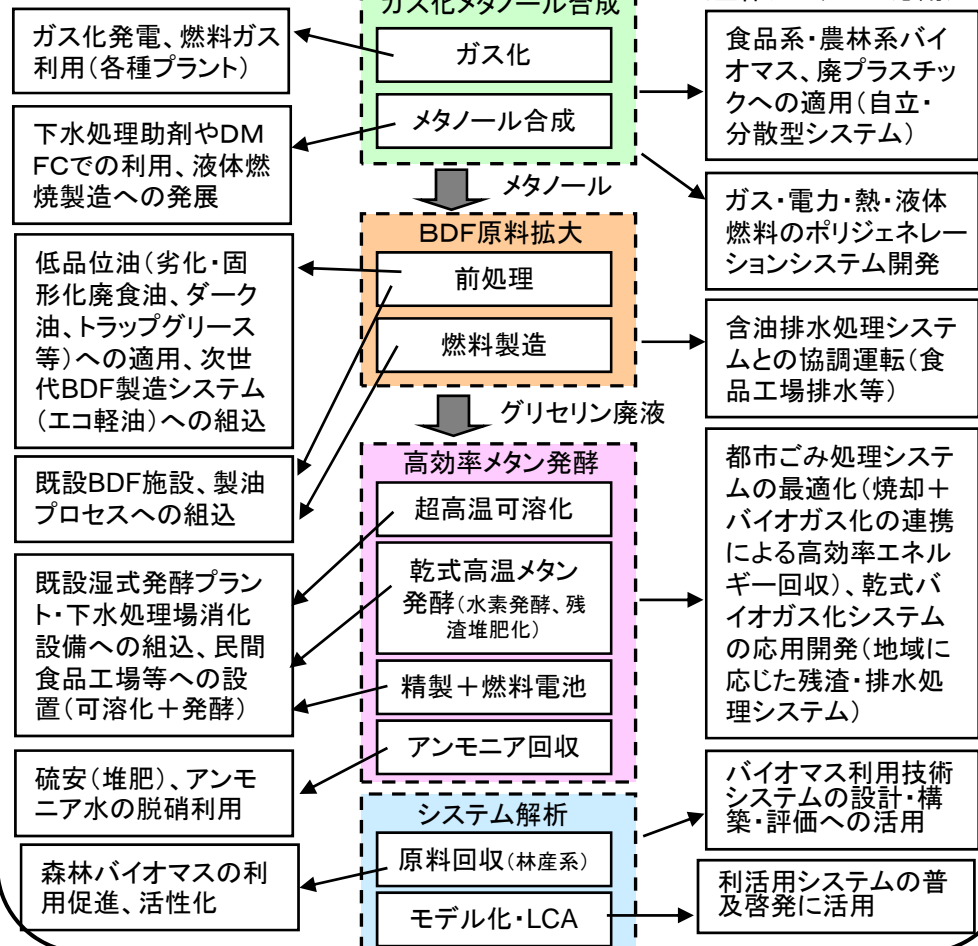 ガス化メタノール合成
ガス化
メタノール合成
メタノール
BDF原料拡大
前処理
燃料製造
グリセリン廃液
高効率メタン発酵
超高温可溶化
乾式高温メタン
発酵(水素発酵、残
渣堆肥化)
精製+燃料電池
アンモニア回収
システム解析
原料回収(林産系)
モデル化・LCA
ガス化発電、燃料ガス
利用(各種プラント)
下水処理助剤やDM
FCでの利用、液体燃
焼製造への発展
低品位油(劣化・固
形化廃食油、ダーク
油、トラップグリース
等)への適用、次世
代BDF製造システム
(エコ軽油)への組込
既設BDF施設、製油
プロセスへの組込
既設湿式発酵プラン
ト・下水処理場消化
設備への組込、民間
食品工場等への設
置(可溶化+発酵)
硫安(堆肥)、アンモ
ニア水の脱硝利用
森林バイオマスの利
用促進、活性化
食品系・農林系バイ
オマス、廃プラスチッ
クへの適用(自立・
分散型システム)
ガス・電力・熱・液体
燃料のポリジェネレー
ションシステム開発
含油排水処理システ
ムとの協調運転(食
品工場排水等)
都市ごみ処理システ
ムの最適化(焼却+
バイオガス化の連携
による高効率エネル
ギー回収)、乾式バ
イオガス化システム
の応用開発(地域に
応じた残渣・排水処
理システム)
バイオマス利用技術
システムの設計・構
築・評価への活用
利活用システムの普
及啓発に活用